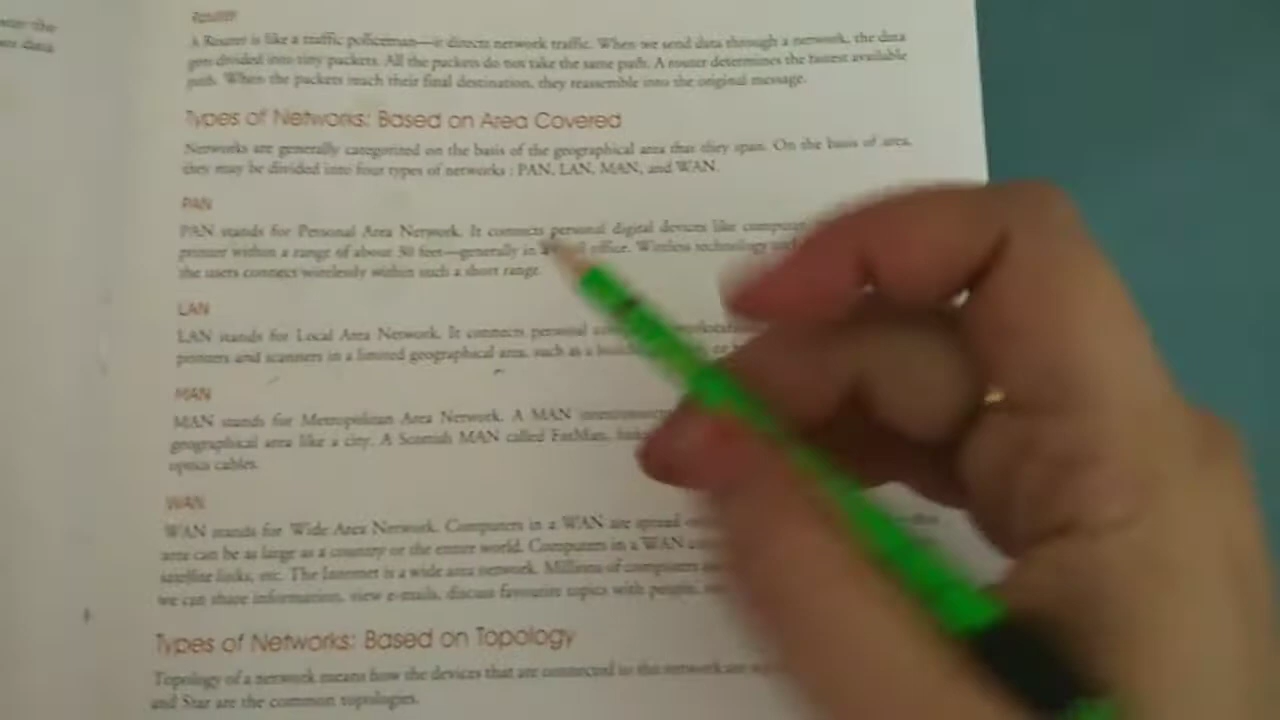 Router
A Router is like a traffic policeman—it directs network traffic. When we send data through a network, the data
gets divided into tiny packets. All the packets do not take the same path. A router determines the fastest available
path. When the packets reach their final destination, they reassemble into the original message.
Types of Networks: Based on Area Covered
Networks are generally categorized on the basis of the geographical area that they span. On the basis of area,
they may be divided into four types of networks : PAN, LAN, MAN, and WAN.
PAN
PAN stands for Personal Area Network. It connects personal digital devices like
printer within a range of about 30 feet—generally in office. Wireless technology
the users connect wirelessly within such a short range.
LAN
LAN stands for Local Area Network. It connects personal
printers and scanners in a limited geographical area, such as a
MAN
MAN stands for Metropolitan Area Network. A MAN
geographical area like a city. A Scottish MAN called FatMan,
optics cables.
WAN
WAN stands for Wide Area Network. Computers in a WAN are spread
area can be as large as a country or the entire world. Computers in a WAN
satellite links, etc. The Internet is a wide area network. Millions of computers
we can share information, view e-mails, discuss favourite topics with people,
Types of Networks: Based on Topology
Topology of a network means how the devices that are connected to the network are
and Star are the common topologies.